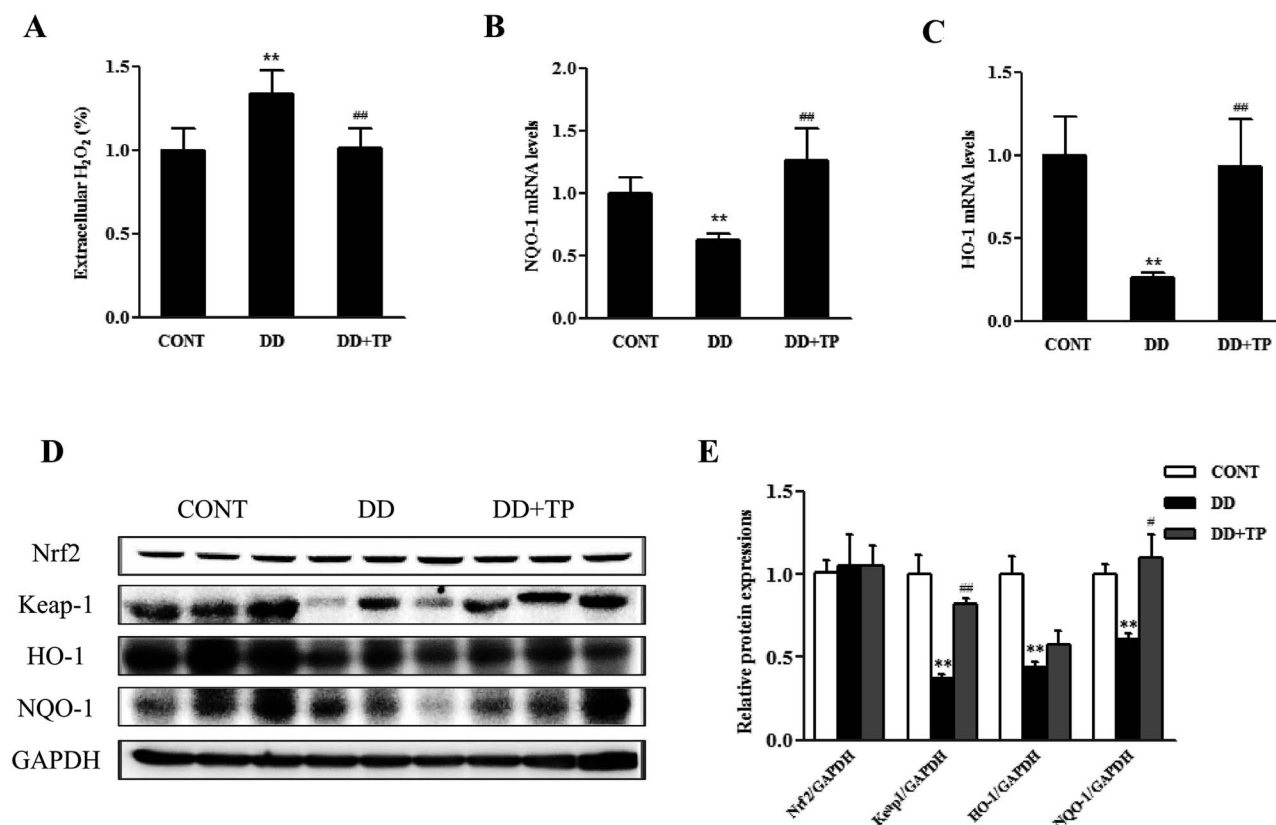 A
Extracellular H₂O₂ (%)
1.5
1.0
0.5
0.0
**
##
CONT DD DD+TP
B
NQO-1 mRNA levels
2.0
1.5
1.0
0.5
0.0
**
##
CONT DD DD+TP
C
HO-1 mRNA levels
1.5
1.0
0.5
0.0
**
##
CONT DD DD+TP
D
CONT DD DD+TP
Nrf2
Keap-1
HO-1
NQO-1
GAPDH
E
CONT
DD
DD+TP
Relative protein expressions
1.5
1.0
0.5
0.0
**
##
**
**
#
Nrf2/GAPDH
Keap1/GAPDH
HO-1/GAPDH
NQO-1/GAPDH